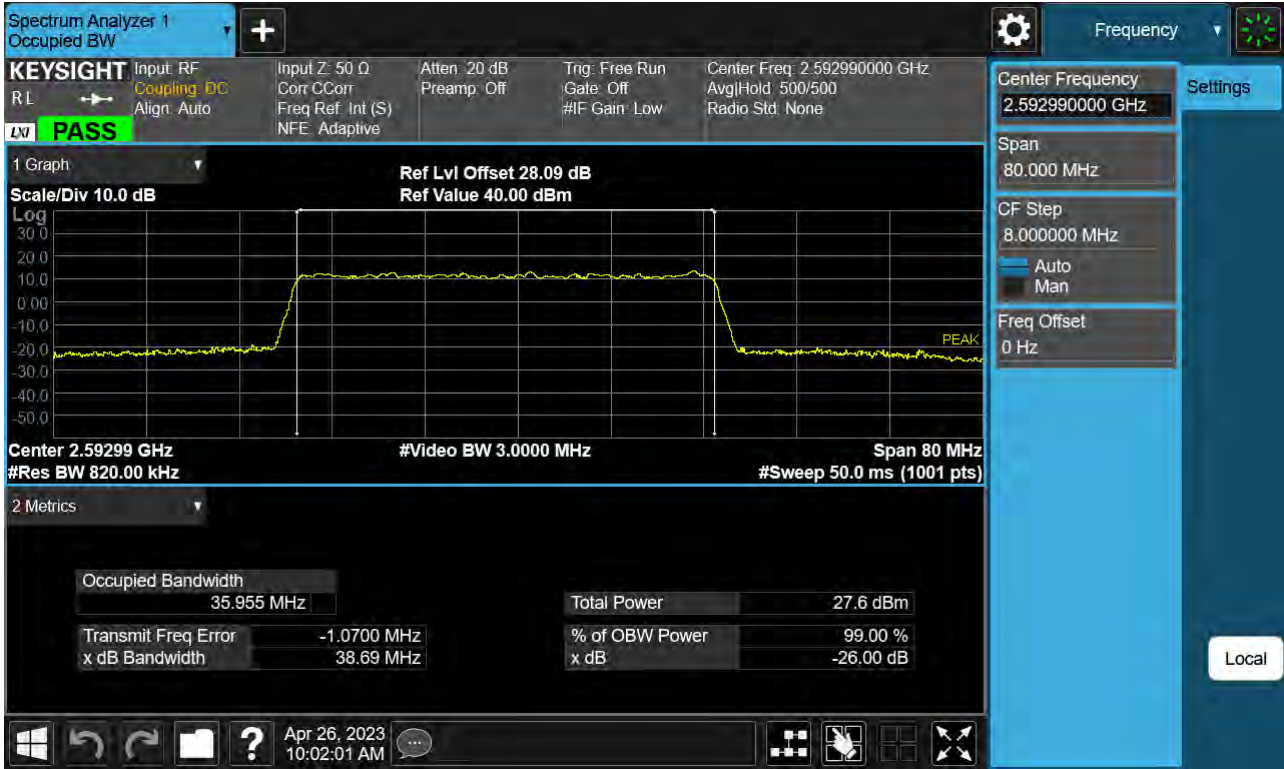 Spectrum Analyzer 1
Occupied BW
+
Frequency
KEYSIGHT
RL
LXI
PASS
Input: RF
Coupling: DC
Align: Auto
Input Z: 50 Ω
Corr CCorr
Freq Ref: Int (S)
NFE: Adaptive
Atten: 20 dB
Preamp: Off
Trig: Free Run
Gate: Off
#IF Gain: Low
Center Freq: 2.592990000 GHz
Avg|Hold: 500/500
Radio Std: None
1 Graph
Scale/Div 10.0 dB
Ref Lvl Offset 28.09 dB
Ref Value 40.00 dBm
Log
30.0
20.0
10.0
0.00
-10.0
-20.0
-30.0
-40.0
-50.0
PEAK
Center 2.59299 GHz
#Video BW 3.0000 MHz
Span 80 MHz
#Res BW 820.00 kHz
#Sweep 50.0 ms (1001 pts)
2 Metrics
Occupied Bandwidth
35.955 MHz
Total Power 27.6 dBm
Transmit Freq Error -1.0700 MHz
% of OBW Power 99.00 %
x dB Bandwidth 38.69 MHz
x dB -26.00 dB
Center Frequency
2.592990000 GHz
Span
80.000 MHz
CF Step
8.000000 MHz
Auto
Man
Freq Offset
0 Hz
Settings
Local
?
Apr 26, 2023
10:02:01 AM